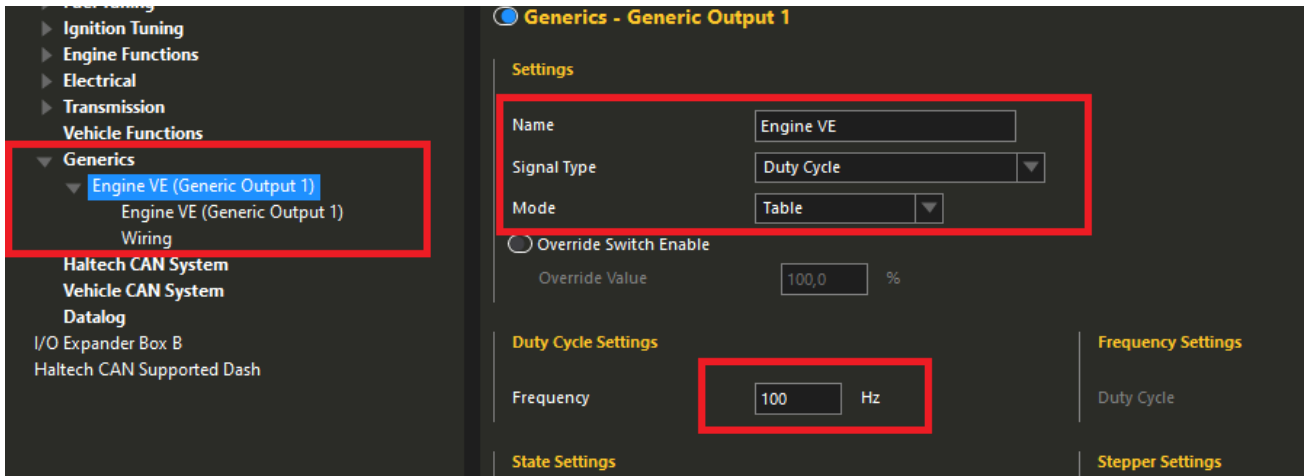 Fuel Tuning
Ignition Tuning
Engine Functions
Electrical
Transmission
Vehicle Functions
Generics
Engine VE (Generic Output 1)
Engine VE (Generic Output 1)
Wiring
Haltech CAN System
Vehicle CAN System
Datalog
I/O Expander Box B
Haltech CAN Supported Dash
Generics - Generic Output 1
Settings
Name Engine VE
Signal Type Duty Cycle
Mode Table
Override Switch Enable
Override Value 100,0 %
Duty Cycle Settings Frequency Settings
Frequency 100 Hz Duty Cycle
State Settings Stepper Settings